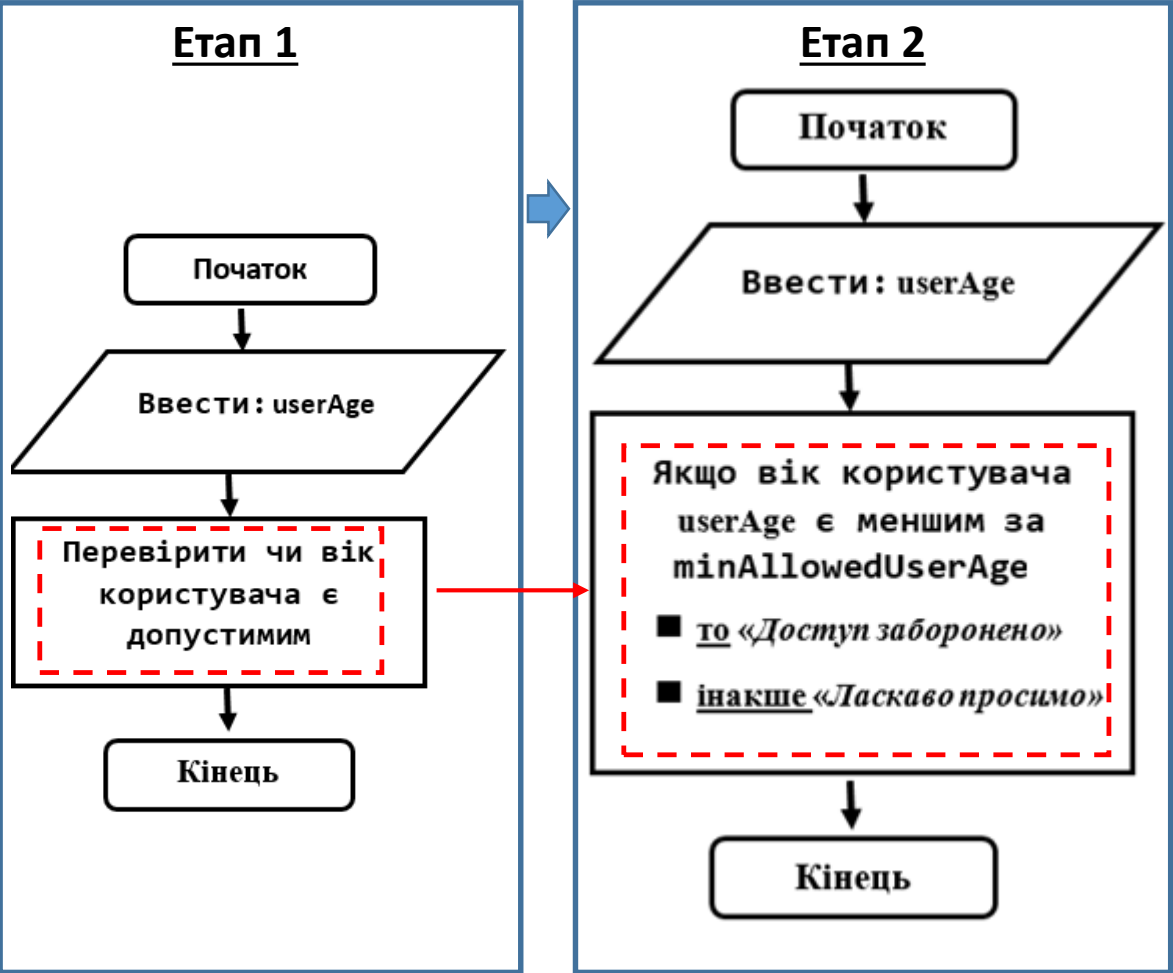 Етап 1
Початок
Ввести: userAge
Перевірити чи вік
користувача є
допустимим
Кінець
Етап 2
Початок
Ввести: userAge
Якщо вік користувача
userAge є меншим за
minAllowedUserAge
■ то «Доступ заборонено»
■ інакше «Ласкаво просимо»
Кінець